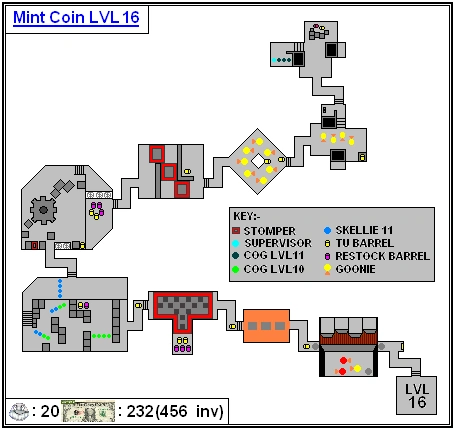 Mint Coin LVL 16
KEY:-
STOMPER
SUPERVISOR
COG LVL11
COG LVL10
SKELLIE 11
TU BARREL
RESTOCK BARREL
GOONIE
LVL
16
: 20 : 232(456 inv)